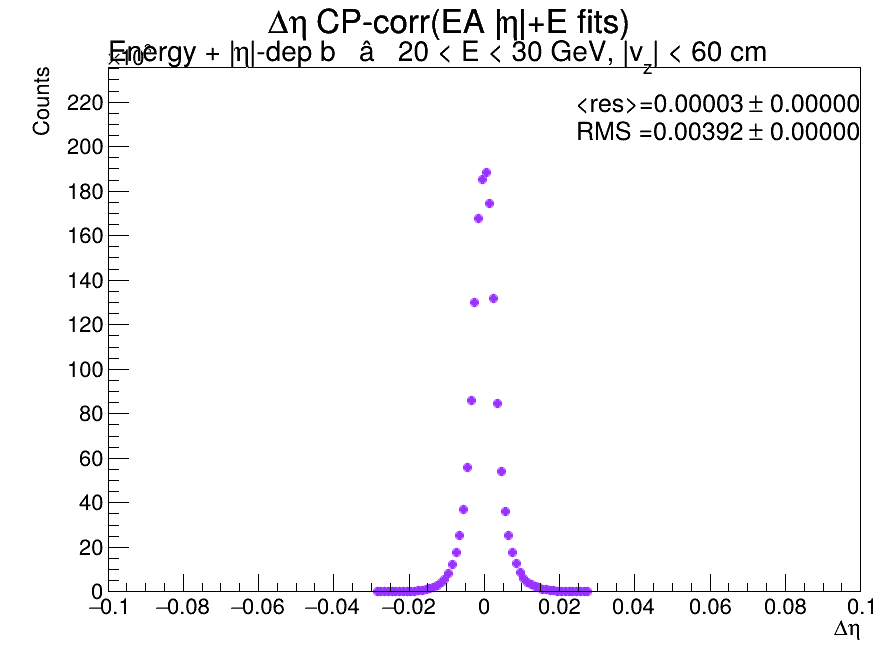 Δη CP-corr(EA |η|+E fits)
Energy + |η|-dep b â 20 < E < 30 GeV, |v_z| < 60 cm
Counts
<res>=0.00003 ± 0.00000
RMS =0.00392 ± 0.00000
220
200
180
160
140
120
100
80
60
40
20
0
−0.1 −0.08 −0.06 −0.04 −0.02 0 0.02 0.04 0.06 0.08 0.1
Δη